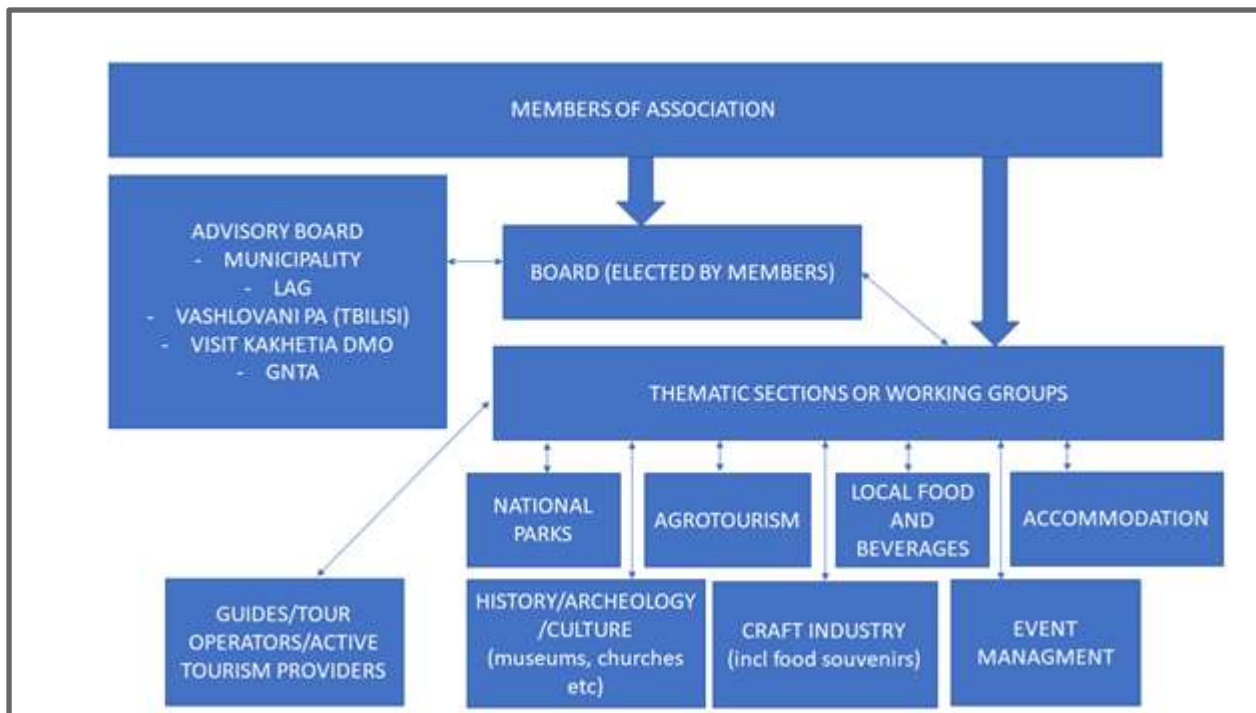 MEMBERS OF ASSOCIATION
ADVISORY BOARD
- MUNICIPALITY
- LAG
- VASHLOVANI PA (TBILISI)
- VISIT KAKHETIA DMO
- GNTA
BOARD (ELECTED BY MEMBERS)
THEMATIC SECTIONS OR WORKING GROUPS
NATIONAL
PARKS
AGROTOURISM
LOCAL FOOD
AND
BEVERAGES
ACCOMMODATION
GUIDES/TOUR
OPERATORS/ACTIVE
TOURISM PROVIDERS
HISTORY/ARCHEOLOGY
/CULTURE
(museums, churches
etc)
CRAFT INDUSTRY
(incl food souvenirs)
EVENT
MANAGMENT